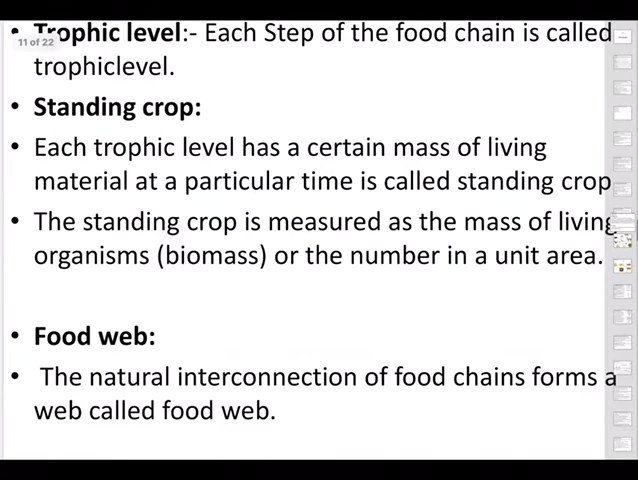 • Trophic level:- Each Step of the food chain is called
11 of 22
trophiclevel.
• Standing crop:
• Each trophic level has a certain mass of living
material at a particular time is called standing crop
• The standing crop is measured as the mass of living
organisms (biomass) or the number in a unit area.
• Food web:
• The natural interconnection of food chains forms a
web called food web.